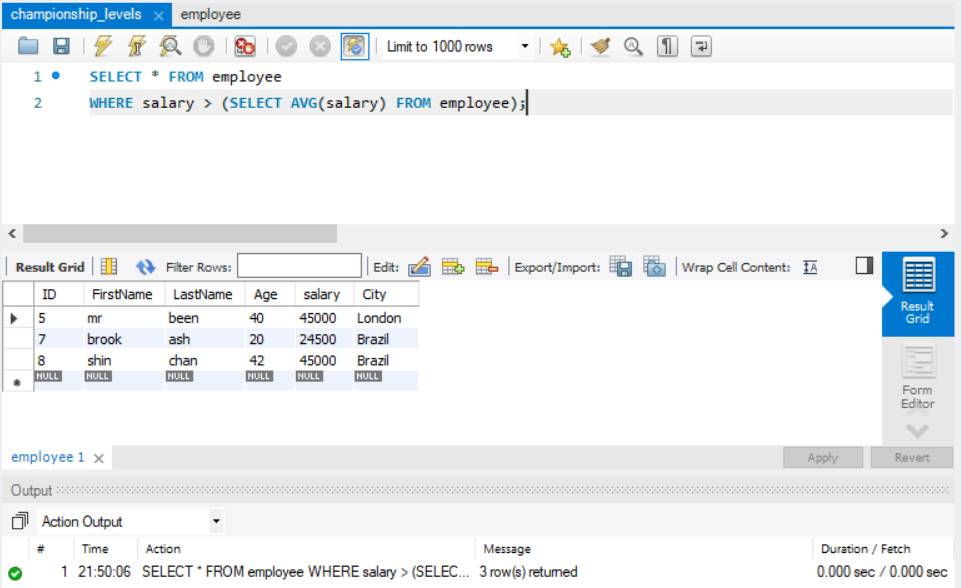 championship_levels × employee
Limit to 1000 rows
1 SELECT * FROM employee
2 WHERE salary > (SELECT AVG(salary) FROM employee);
Result Grid Filter Rows: Edit: Export/Import: Wrap Cell Content: IA
ID FirstName LastName Age salary City
5 mr been 40 45000 London
7 brook ash 20 24500 Brazil
8 shin chan 42 45000 Brazil
NULL NULL NULL NULL NULL NULL
Result
Grid
Form
Editor
employee 1 × Apply Revert
Output
Action Output
# Time Action Message Duration / Fetch
1 21:50:06 SELECT * FROM employee WHERE salary > (SELEC... 3 row(s) returned 0.000 sec / 0.000 sec